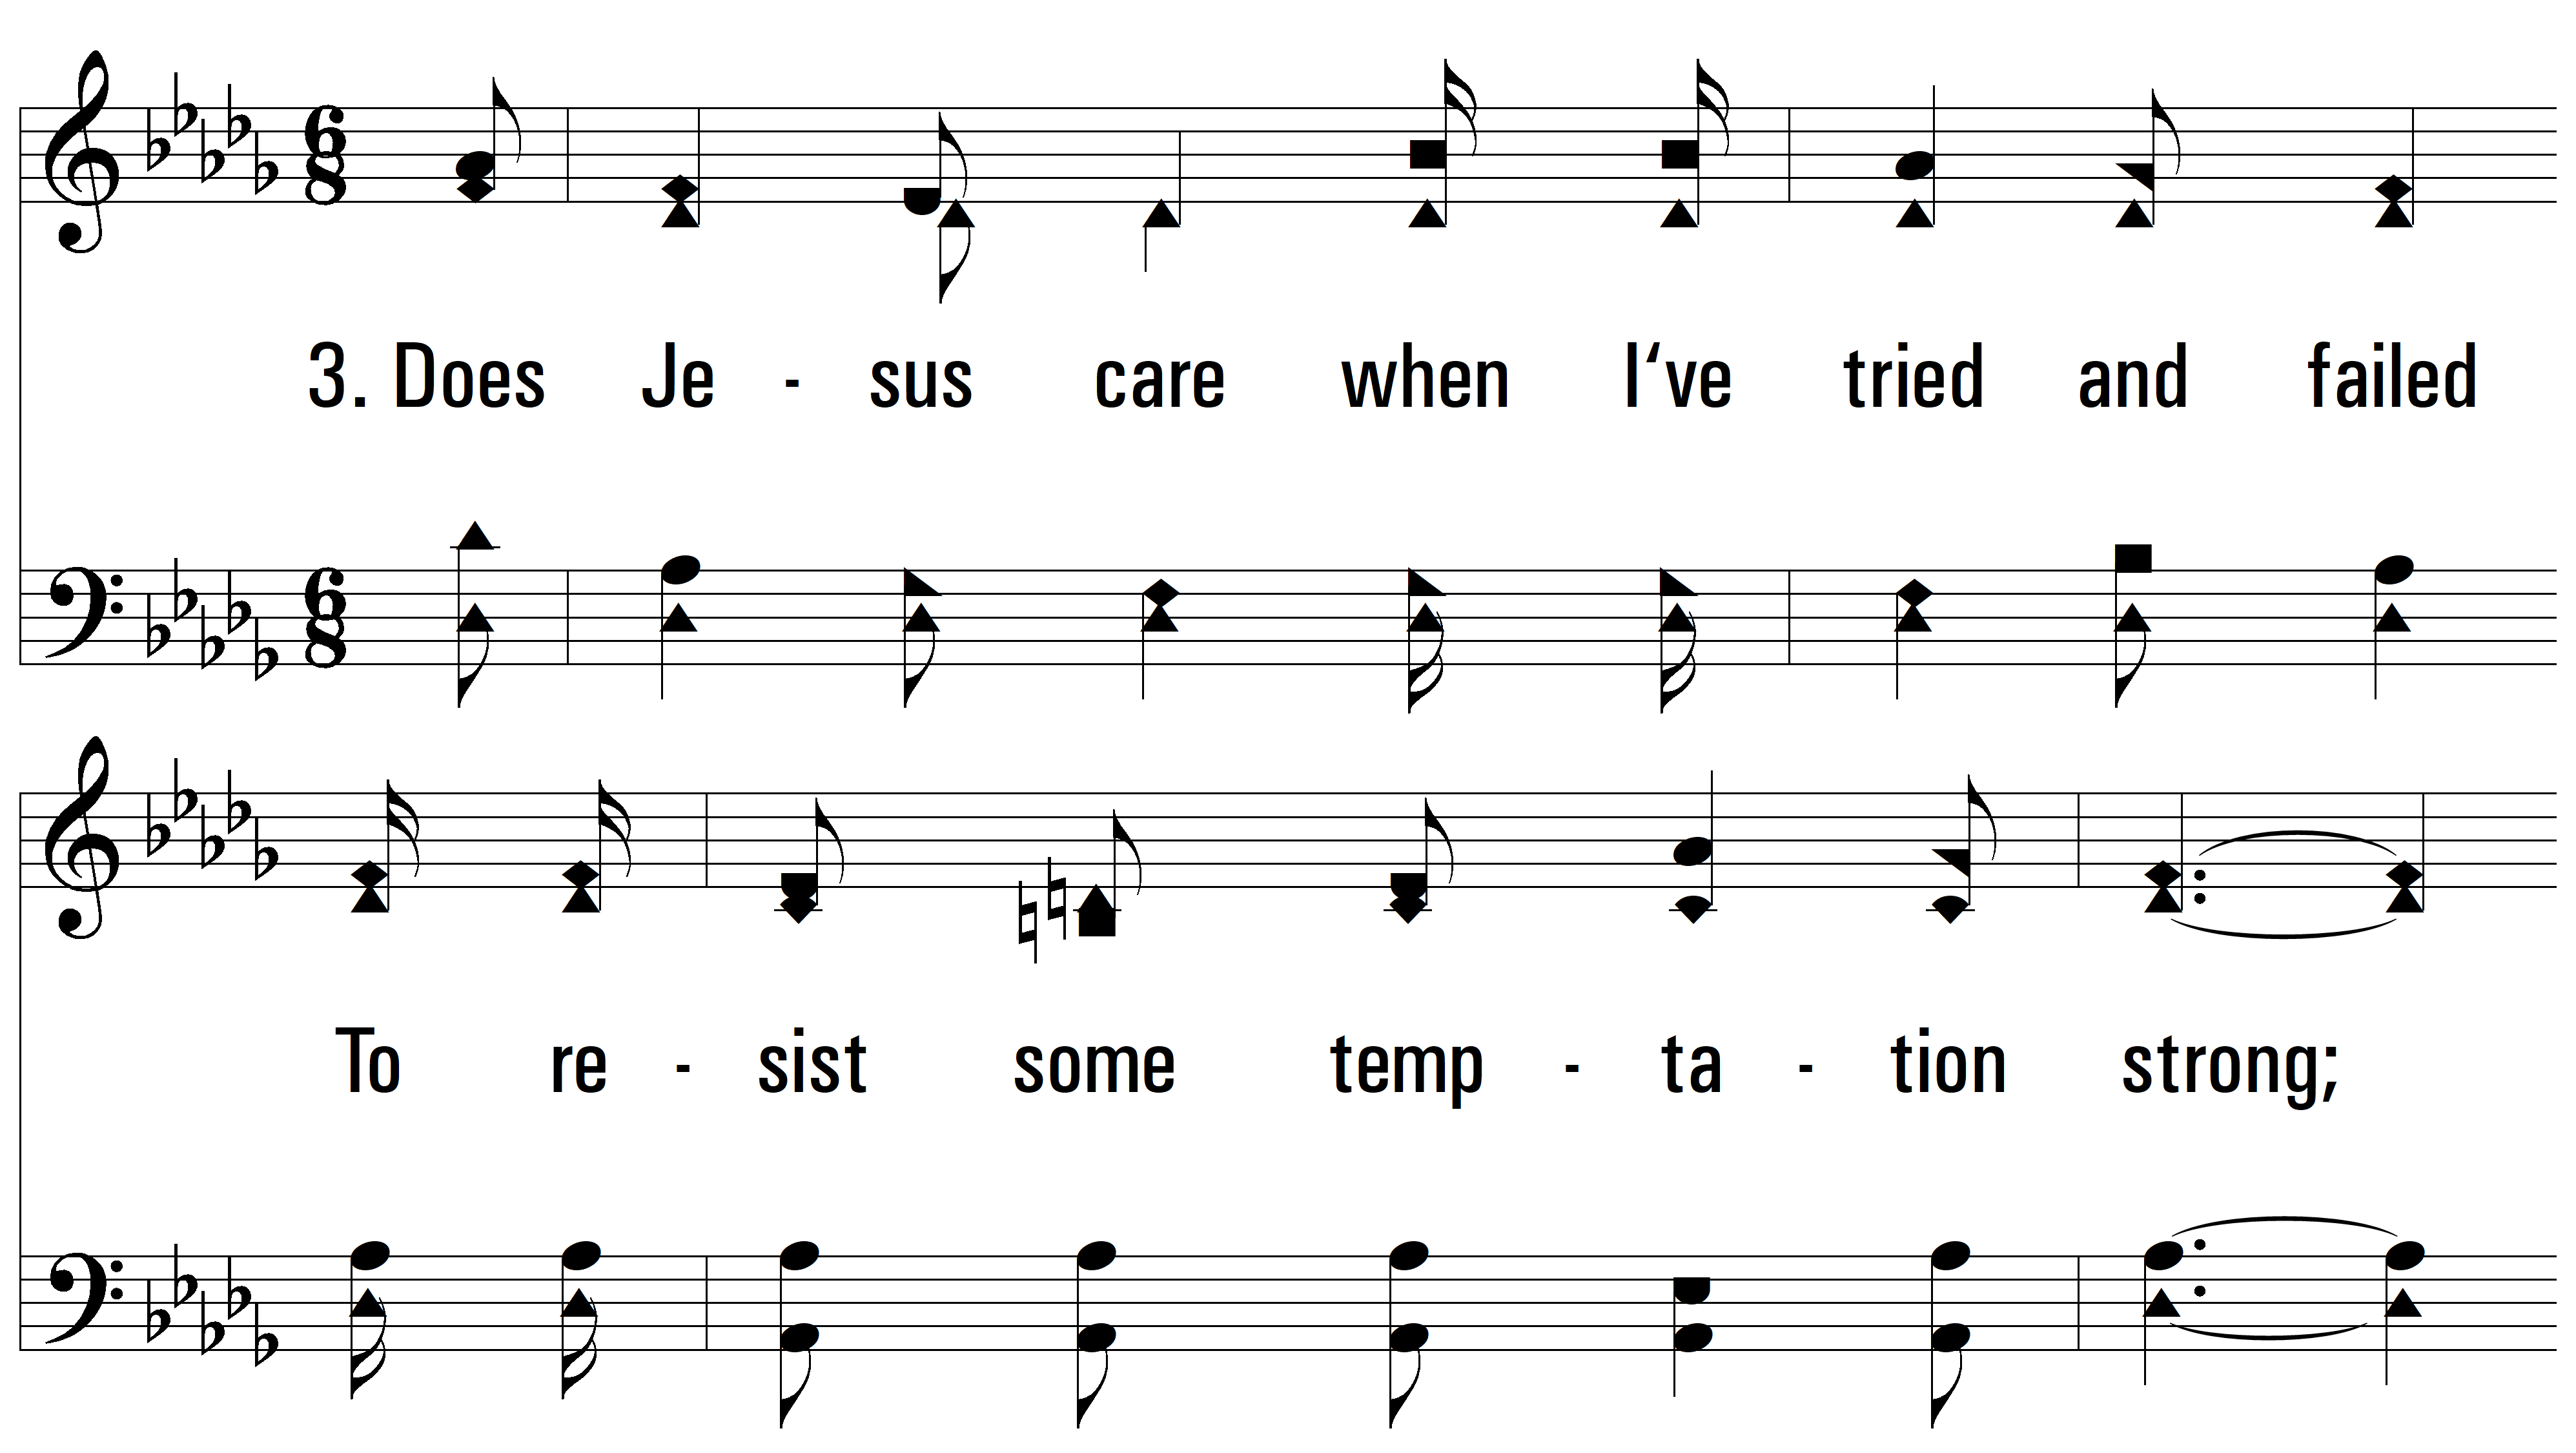 3. Does Je - sus care when I‘ve tried and failed
To re - sist some temp - ta - tion strong;